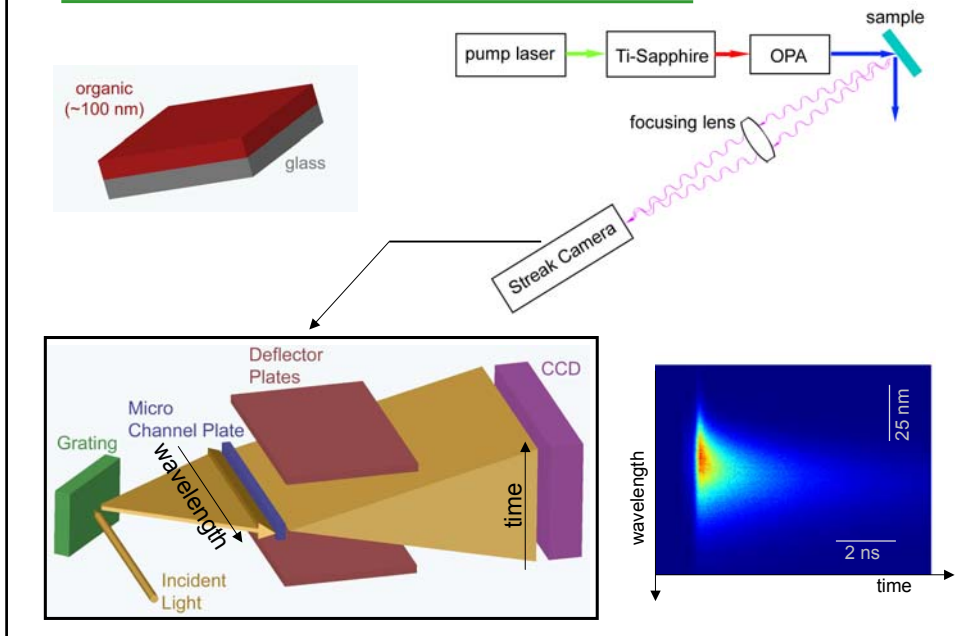 sample
pump laser
Ti-Sapphire
OPA
organic
(~100 nm)
glass
focusing lens
Streak Camera
Deflector
Plates
CCD
Micro
Channel Plate
Grating
wavelength
time
Incident
Light
25 nm
wavelength
2 ns
time